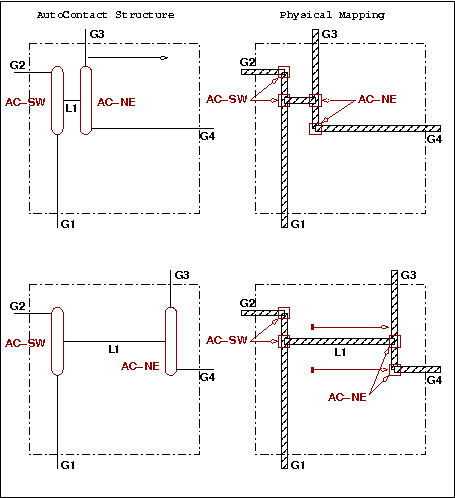 AutoContact Structure
Physical Mapping
G3
G2
AC-SW
L1
AC-NE
G4
G1
G3
G2
AC-SW
AC-NE
G4
G1
G3
G2
AC-SW
L1
AC-NE
G4
G1
G3
G2
AC-SW
L1
AC-NE
G4
G1